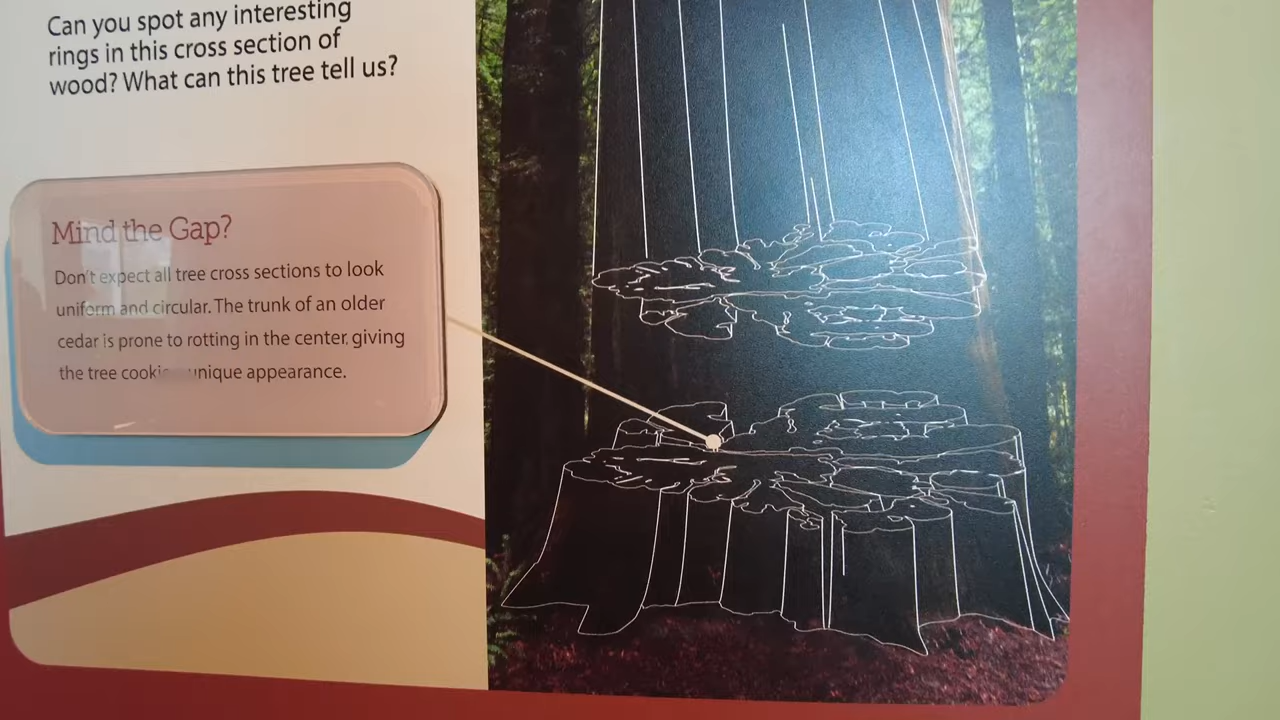 Can you spot any interesting
rings in this cross section of
wood? What can this tree tell us?
Mind the Gap?
Don't expect all tree cross sections to look
uniform and circular. The trunk of an older
cedar is prone to rotting in the center, giving
the tree unique appearance.